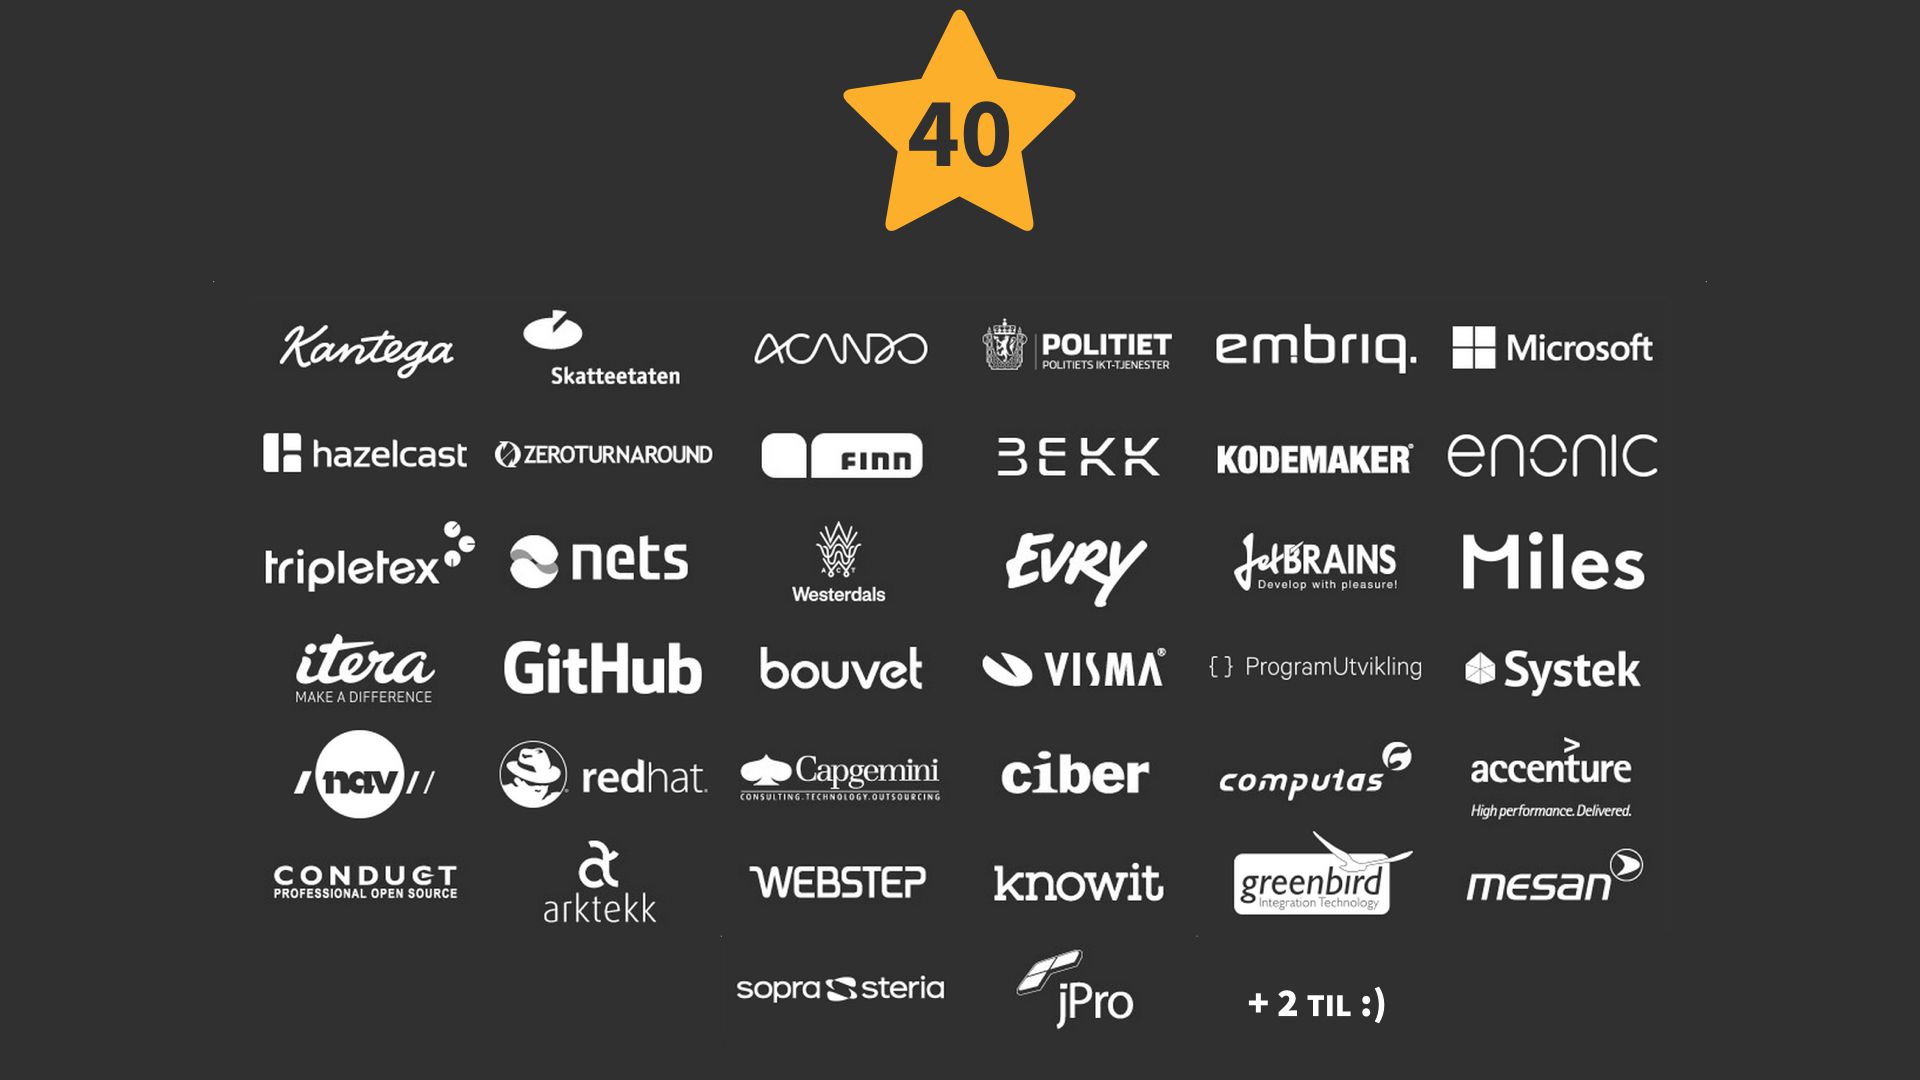 40
Kantega
Skatteetaten
ACANDO
POLITIET
POLITIETS IKT-TJENESTER
embriq.
Microsoft
hazelcast
ZEROTURNAROUND
FINN
BEKK
KODEMAKER®
enonic
tripletex
nets
ACT
Westerdals
EVRY
JetBRAINS
Develop with pleasure!
Miles
itera
MAKE A DIFFERENCE
GitHub
bouvet
VISMA®
{ } ProgramUtvikling
Systek
/nav//
redhat.
Capgemini
CONSULTING.TECHNOLOGY.OUTSOURCING
ciber
computas
>
accenture
High performance. Delivered.
CONDUCT
PROFESSIONAL OPEN SOURCE
arktekk
WEBSTEP
knowit
greenbird
Integration Technology
mesan
sopra steria
jPro
+ 2 TIL :)